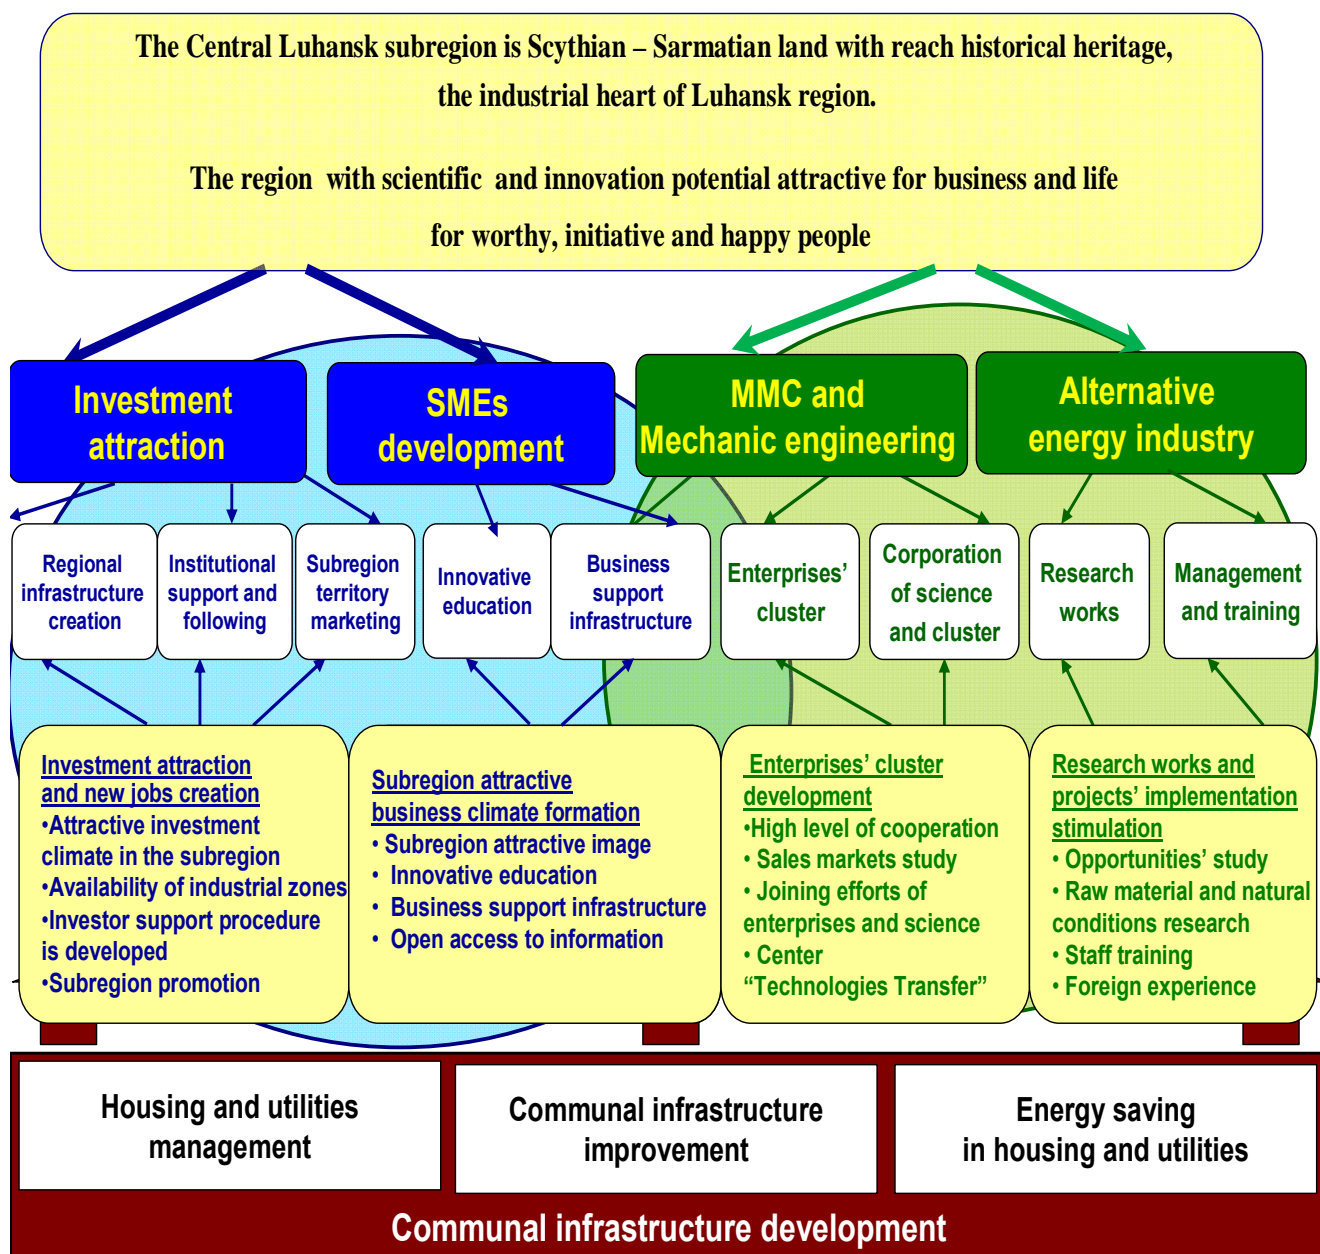 The Central Luhansk subregion is Scythian – Sarmatian land with reach historical heritage,
the industrial heart of Luhansk region.
The region with scientific and innovation potential attractive for business and life
for worthy, initiative and happy people
Investment
attraction
SMEs
development
MMC and
Mechanic engineering
Alternative
energy industry
Regional
infrastructure
creation
Institutional
support and
following
Subregion
territory
marketing
Innovative
education
Business
support
infrastructure
Enterprises’
cluster
Corporation
of science
and cluster
Research
works
Management
and training
Investment attraction
and new jobs creation
•Attractive investment
climate in the subregion
•Availability of industrial zones
•Investor support procedure
is developed
•Subregion promotion
Subregion attractive
business climate formation
• Subregion attractive image
• Innovative education
• Business support infrastructure
• Open access to information
Enterprises’ cluster
development
•High level of cooperation
• Sales markets study
• Joining efforts of
enterprises and science
• Center
“Technologies Transfer”
Research works and
projects’ implementation
stimulation
• Opportunities’ study
• Raw material and natural
conditions research
• Staff training
• Foreign experience
Housing and utilities
management
Communal infrastructure
improvement
Energy saving
in housing and utilities
Communal infrastructure development